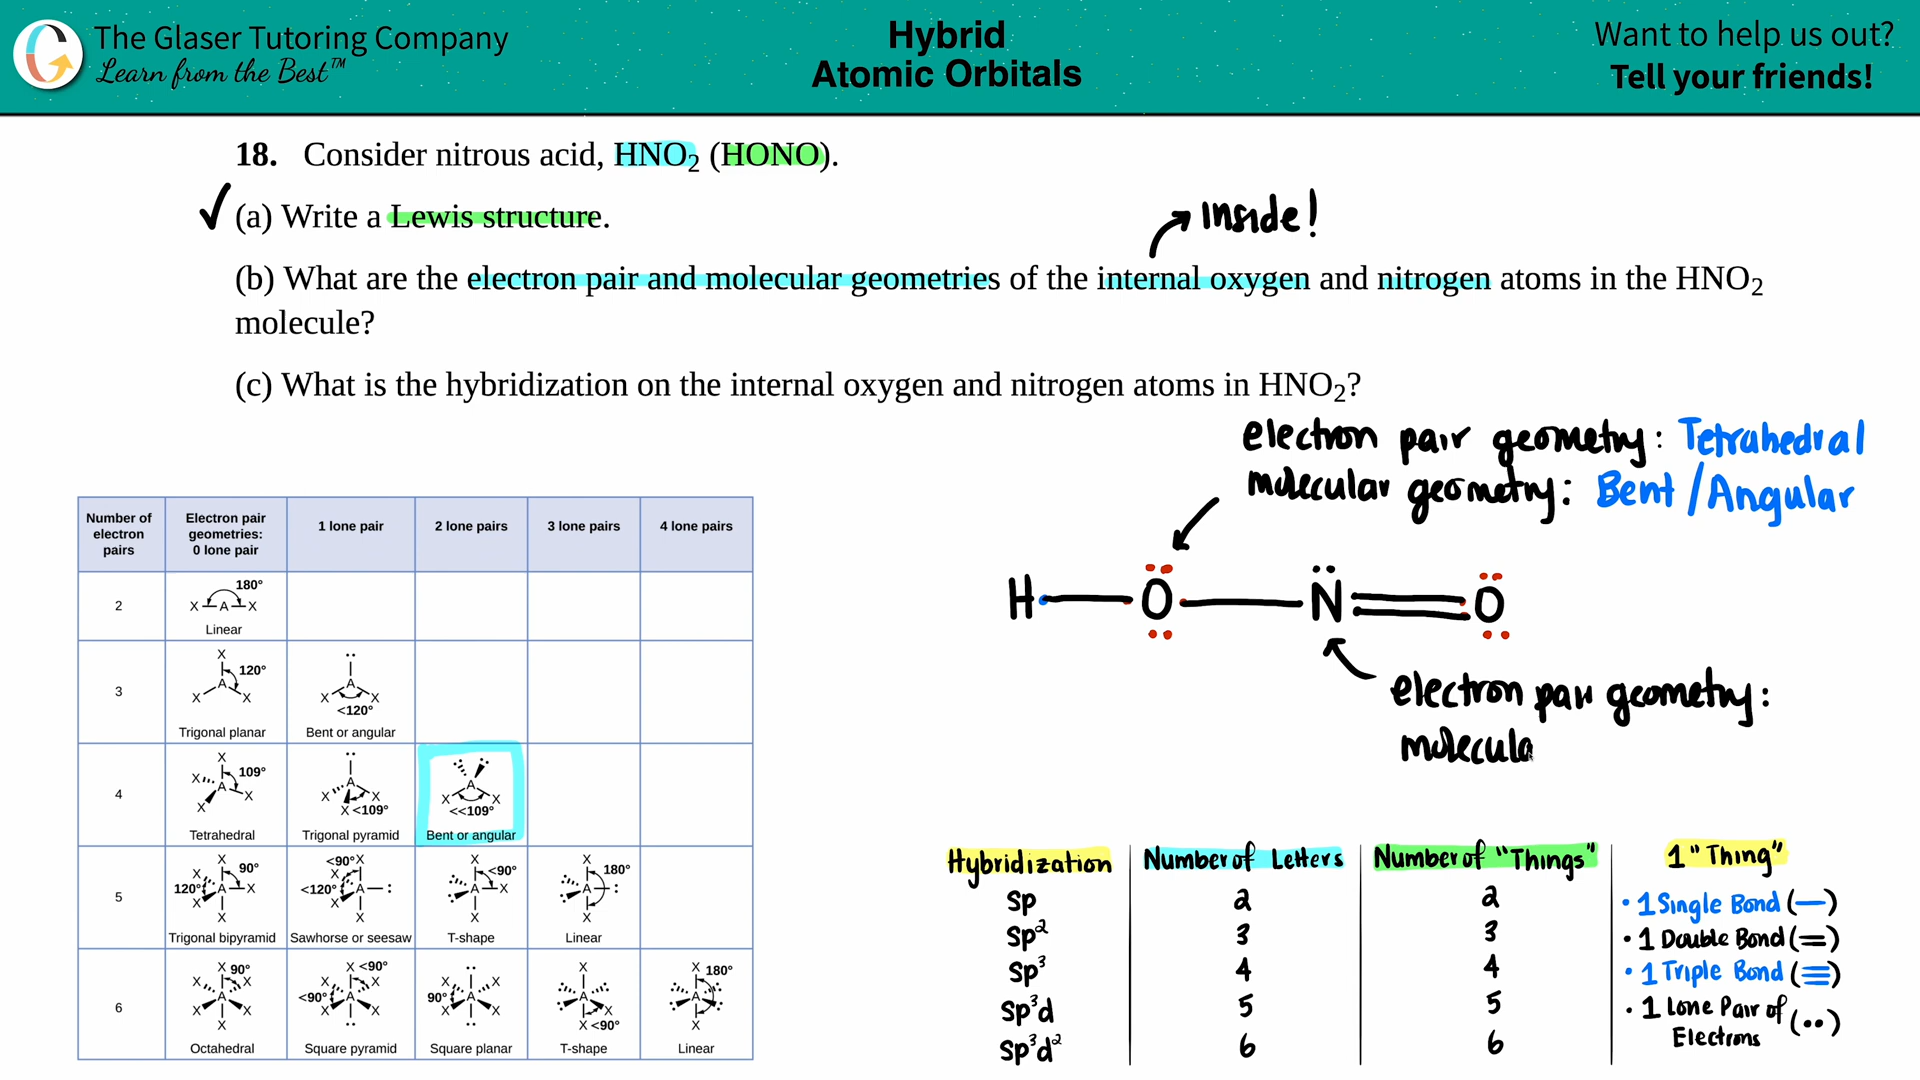 The Glaser Tutoring Company
Learn from the Best™
Hybrid
Atomic Orbitals
Want to help us out?
Tell your friends!
18. Consider nitrous acid, HNO2 (HONO).
✓ (a) Write a Lewis structure.
Inside!
(b) What are the electron pair and molecular geometries of the internal oxygen and nitrogen atoms in the HNO2
molecule?
(c) What is the hybridization on the internal oxygen and nitrogen atoms in HNO2?
electron pair geometry: Tetrahedral
molecular geometry: Bent/Angular
H O N O
electron pair geometry:
molecula
Number of electron pairs
Electron pair geometries: 0 lone pair
1 lone pair
2 lone pairs
3 lone pairs
4 lone pairs
2
180°
X A X
Linear
3
X
120°
A
X X
Trigonal planar
A
X X
<120°
Bent or angular
4
X
109°
X A
X X
Tetrahedral
A
X X
X <109°
Trigonal pyramid
A
X X
<<109°
Bent or angular
5
X 90°
X
120° A X
X
X
Trigonal bipyramid
<90° X
X
<120° A :
X
X
Sawhorse or seesaw
X <90°
A X
X
T-shape
X 180°
A :
X
Linear
6
X 90°
X X
A
X X
X
Octahedral
X <90°
X X
<90° A
X X
Square pyramid
X X
90° A
X X
Square planar
X
A
X <90°
T-shape
X 180°
A
X
Linear
Hybridization Number of Letters Number of "Things" 1 "Thing"
sp 2 2 • 1 Single Bond (—)
sp2 3 3 • 1 Double Bond (=)
sp3 4 4 • 1 Triple Bond (≡)
sp3d 5 5 • 1 Lone Pair of
Electrons (••)
sp3d2 6 6